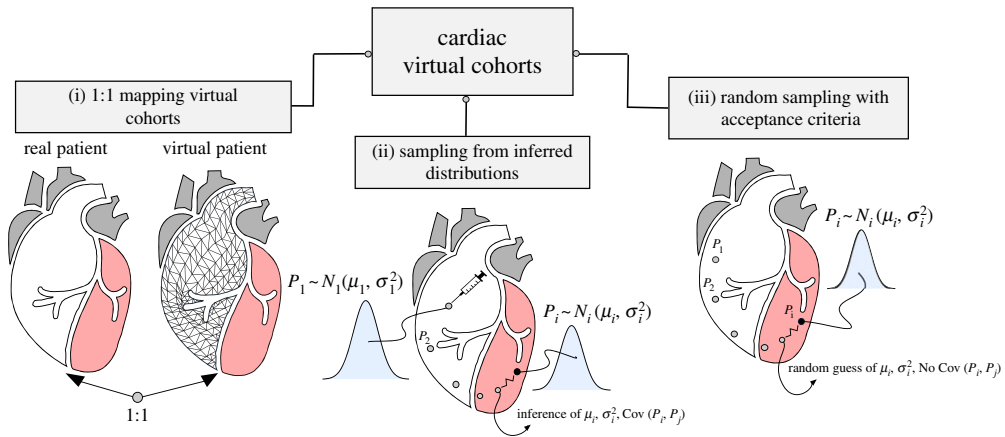 cardiac
virtual cohorts
(i) 1:1 mapping virtual
cohorts
(ii) sampling from inferred
distributions
(iii) random sampling with
acceptance criteria
real patient
virtual patient
1:1
P₁~N₁(μ₁, σ₁²)
P₂
Pᵢ~Nᵢ(μᵢ, σᵢ²)
inference of μᵢ, σᵢ², Cov (Pᵢ, Pⱼ)
Pᵢ~Nᵢ(μᵢ, σᵢ²)
P₁
P₂
Pᵢ
random guess of μᵢ, σᵢ², No Cov (Pᵢ, Pⱼ)